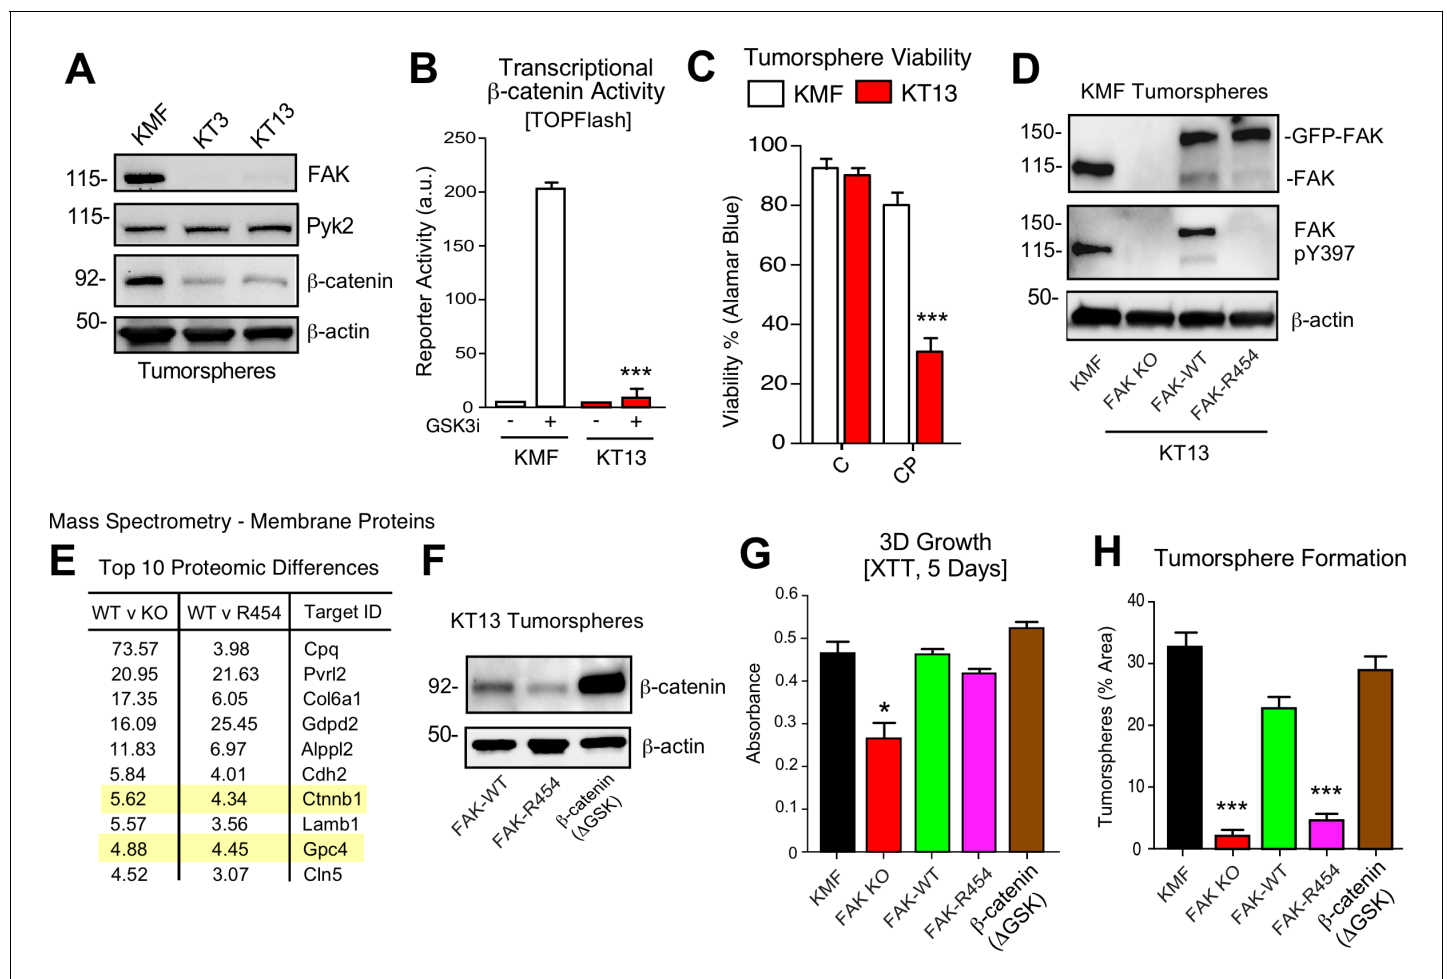 A
KMF
KT3
KT13
115-
FAK
115-
Pyk2
92-
β-catenin
50-
β-actin
Tumorspheres
B
Transcriptional
β-catenin Activity
[TOPFlash]
Reporter Activity (a.u.)
250
200
150
100
50
0
***
GSK3i - + - +
KMF KT13
C
Tumorsphere Viability
KMF KT13
Viability % (Alamar Blue)
100
80
60
40
20
0
***
C
CP
D
KMF Tumorspheres
150-
-GFP-FAK
115-
-FAK
150-
FAK
115-
pY397
50-
β-actin
KMF
FAK KO
FAK-WT
FAK-R454
KT13
Mass Spectrometry - Membrane Proteins
E
Top 10 Proteomic Differences
WT v KO WT v R454 Target ID
73.57 3.98 Cpq
20.95 21.63 Pvrl2
17.35 6.05 Col6a1
16.09 25.45 Gdpd2
11.83 6.97 Alppl2
5.84 4.01 Cdh2
5.62 4.34 Ctnnb1
5.57 3.56 Lamb1
4.88 4.45 Gpc4
4.52 3.07 Cln5
F
KT13 Tumorspheres
92-
β-catenin
50-
β-actin
FAK-WT
FAK-R454
β-catenin
(ΔGSK)
G
3D Growth
[XTT, 5 Days]
Absorbance
0.6
0.5
0.4
0.3
0.2
0.1
0
*
KMF
FAK KO
FAK-WT
FAK-R454
β-catenin
(ΔGSK)
H
Tumorsphere Formation
Tumorspheres (% Area)
40
30
20
10
0
***
***
KMF
FAK KO
FAK-WT
FAK-R454
β-catenin
(ΔGSK)